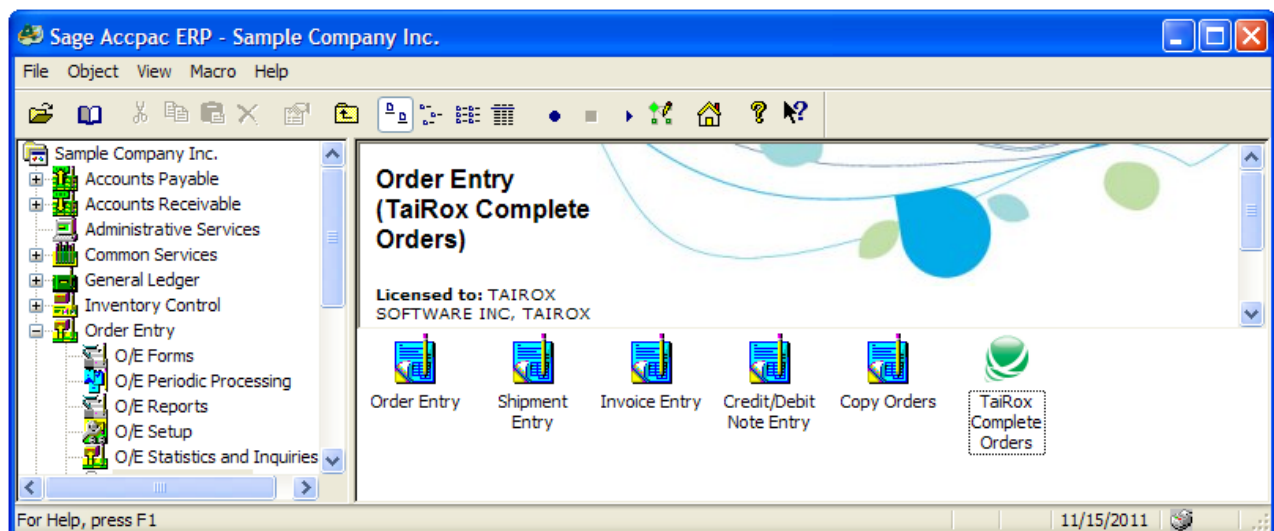 Sage Accpac ERP - Sample Company Inc.
File Object View Macro Help
Sample Company Inc.
Accounts Payable
Accounts Receivable
Administrative Services
Common Services
General Ledger
Inventory Control
Order Entry
O/E Forms
O/E Periodic Processing
O/E Reports
O/E Setup
O/E Statistics and Inquiries
Order Entry
(TaiRox Complete
Orders)
Licensed to: TAIROX
SOFTWARE INC, TAIROX
Order Entry
Shipment
Entry
Invoice Entry
Credit/Debit
Note Entry
Copy Orders
TaiRox
Complete
Orders
For Help, press F1
11/15/2011